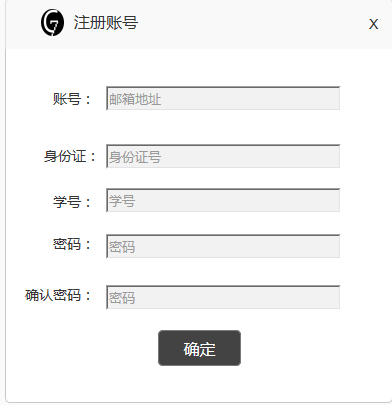 G7 注册账号 X
账号： 邮箱地址
身份证： 身份证号
学号： 学号
密码： 密码
确认密码： 密码
确定